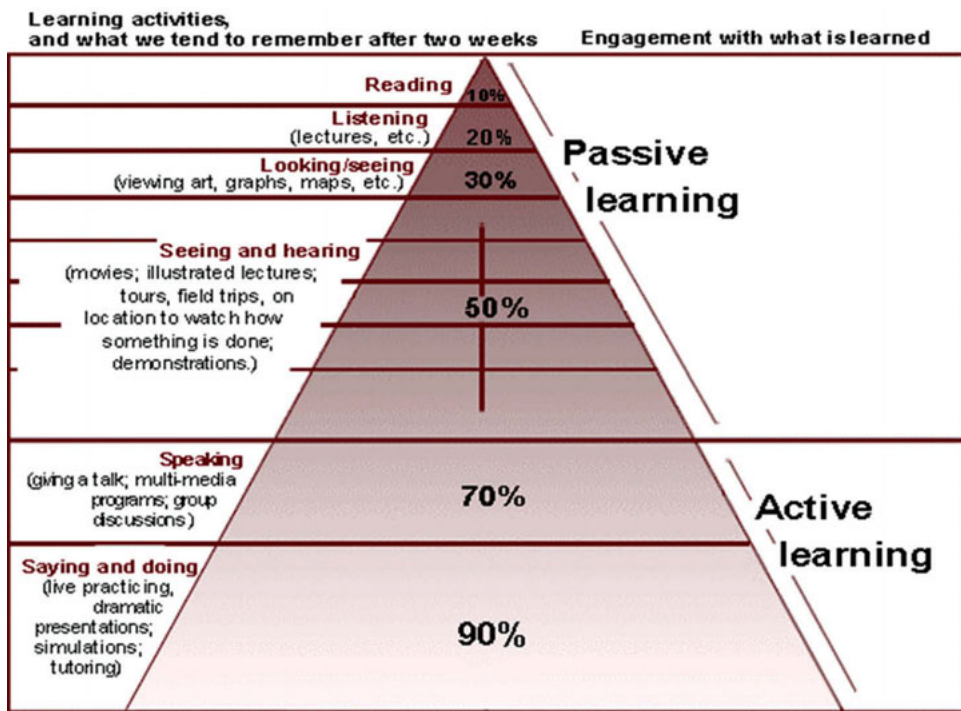 Learning activities,
and what we tend to remember after two weeks
Engagement with what is learned
Reading
10%
Listening
(lectures, etc.)
20%
Looking/seeing
(viewing art, graphs, maps, etc.)
30%
Passive
learning
Seeing and hearing
(movies; illustrated lectures;
tours, field trips, on
location to watch how
something is done;
demonstrations.)
50%
Speaking
(giving a talk; multi-media
programs; group
discussions)
70%
Active
learning
Saying and doing
(live practicing,
dramatic
presentations;
simulations;
tutoring)
90%